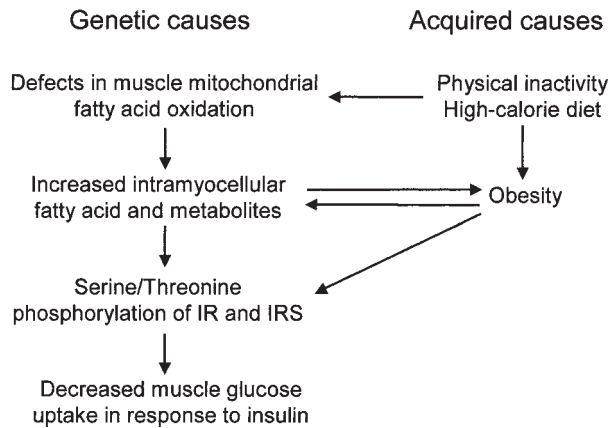 Genetic causes
Acquired causes
Defects in muscle mitochondrial
fatty acid oxidation
Physical inactivity
High-calorie diet
Increased intramyocellular
fatty acid and metabolites
Obesity
Serine/Threonine
phosphorylation of IR and IRS
Decreased muscle glucose
uptake in response to insulin